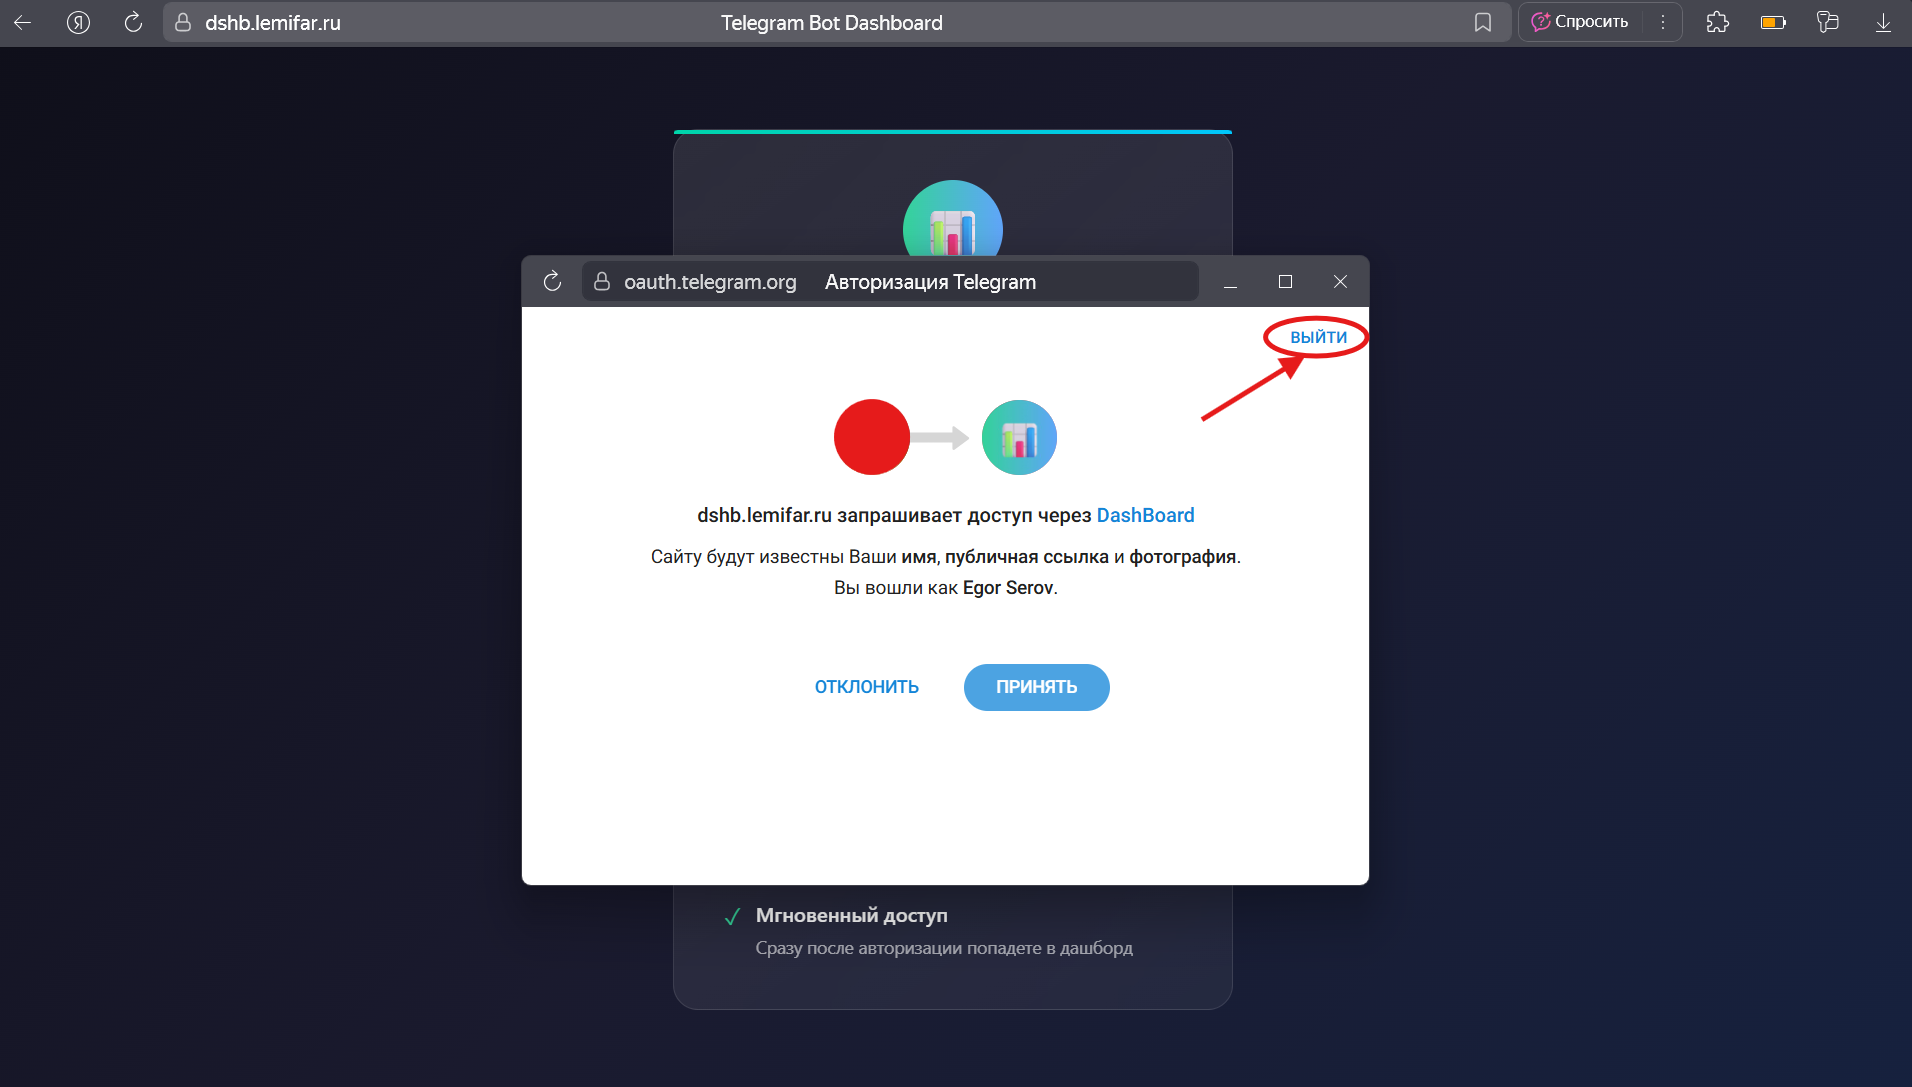 dshb.lemifar.ru Telegram Bot Dashboard Спросить
oauth.telegram.org Авторизация Telegram
ВЫЙТИ
dshb.lemifar.ru запрашивает доступ через DashBoard
Сайту будут известны Ваши имя, публичная ссылка и фотография.
Вы вошли как Egor Serov.
ОТКЛОНИТЬ ПРИНЯТЬ
Мгновенный доступ
Сразу после авторизации попадете в дашборд